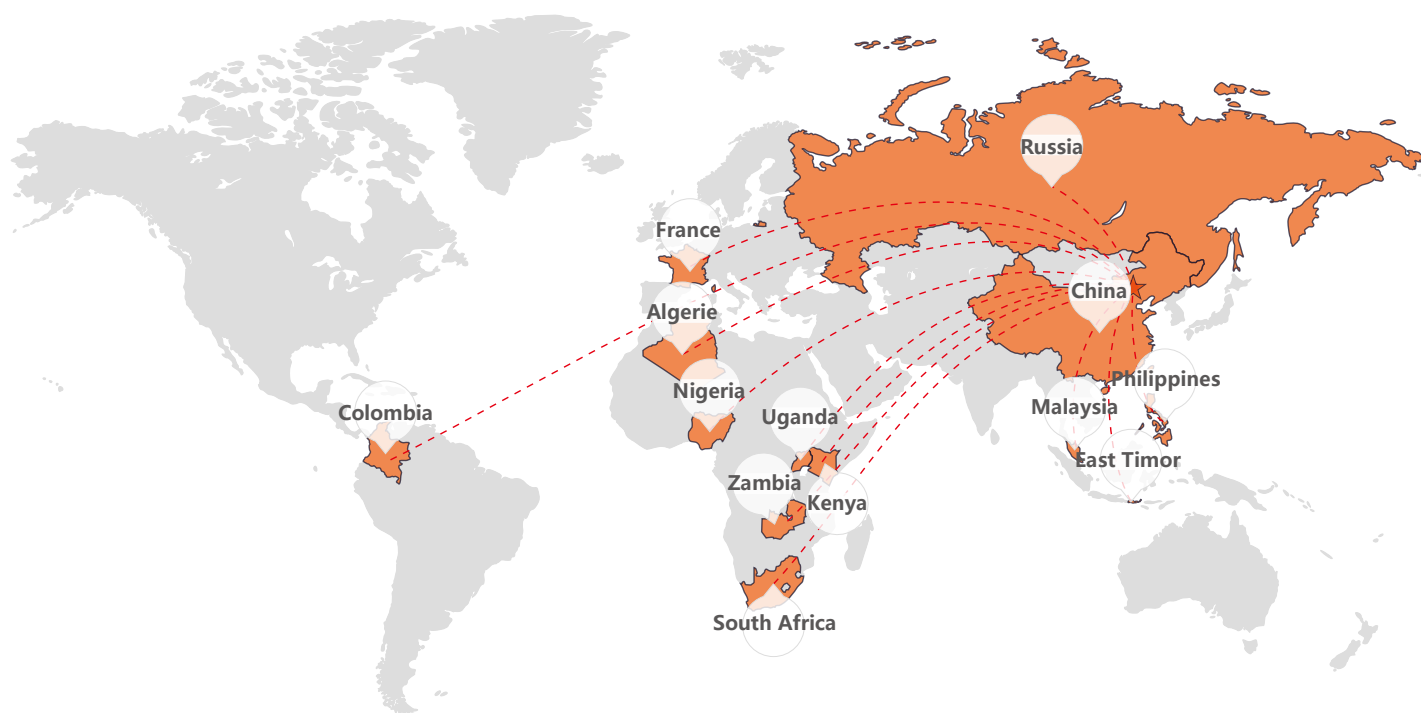 Russia
France
China
Algerie
Philippines
Nigeria
Malaysia
Colombia
Uganda
East Timor
Zambia
Kenya
South Africa